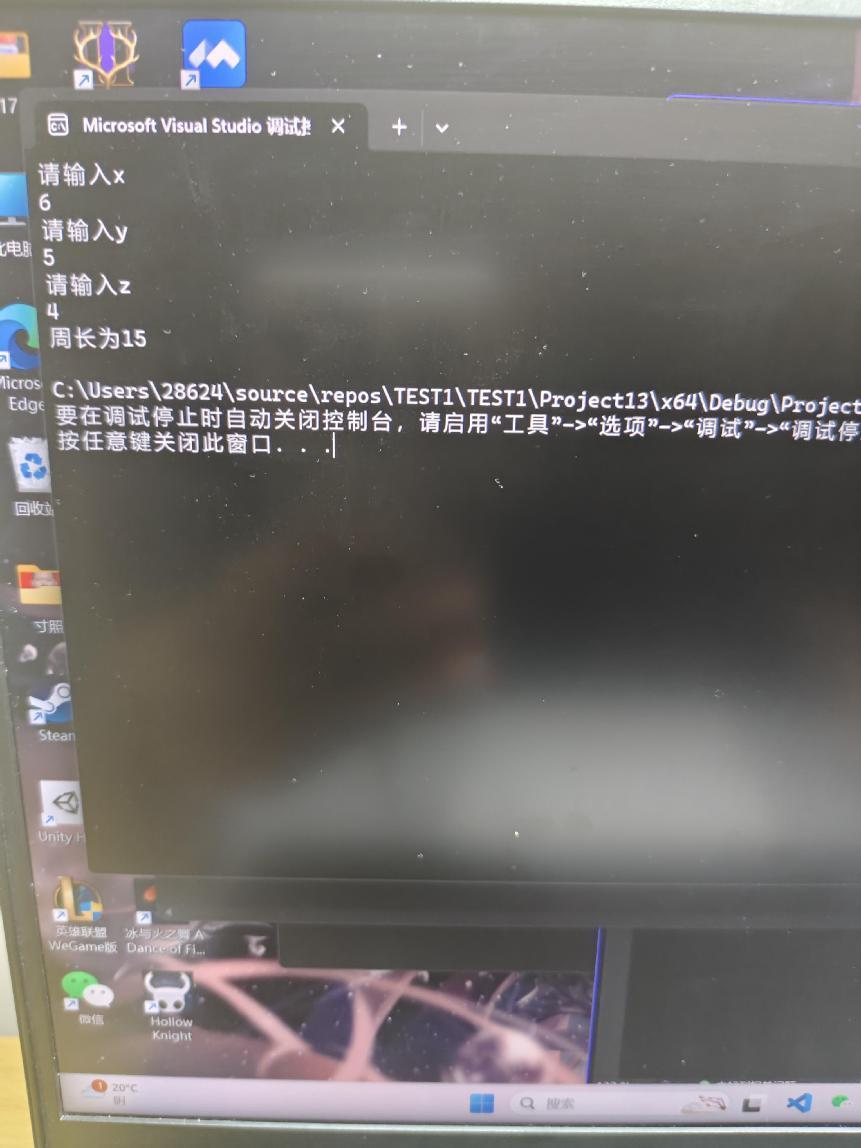 17
Microsoft Visual Studio 调试
请输入x
6
请输入y
5
请输入z
4
周长为15
C:\Users\28624\source\repos\TEST1\TEST1\Project13\x64\Debug\Project
要在调试停止时自动关闭控制台，请启用“工具”->“选项”->“调试”->“调试停
按任意键关闭此窗口. . .
此电脑
Micros
Edge
回收站
寸照
Steam
Unity H
英雄联盟
WeGame版
冰与火之舞 A
Dance of Fi...
微信
Hollow
Knight
1
20°C
阴
搜索